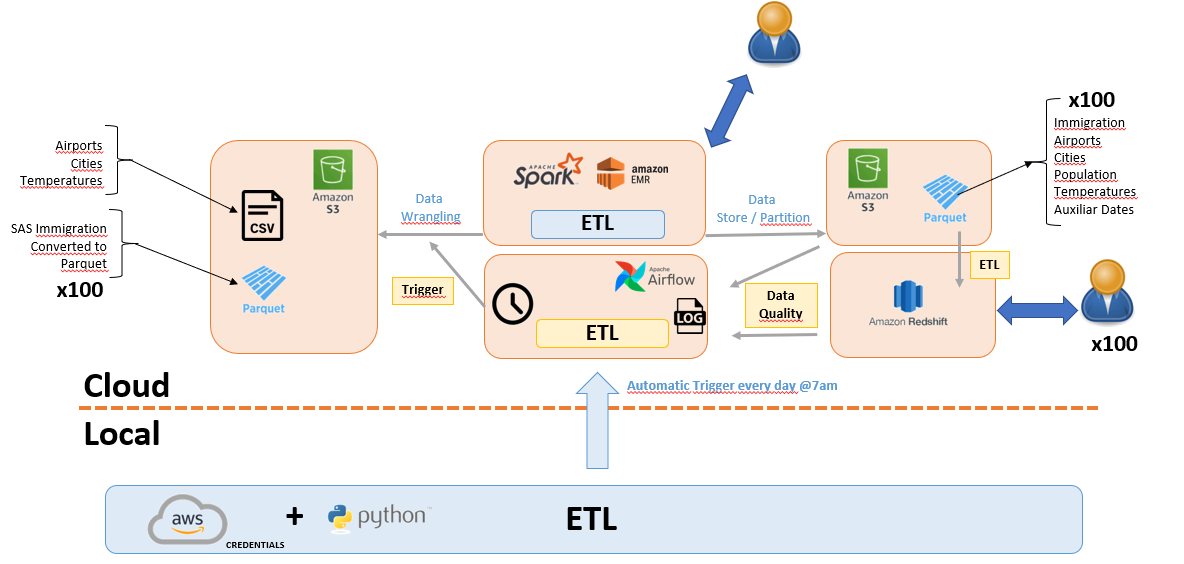 x100
Immigration
Airports
Cities
Population
Temperatures
Auxiliar Dates
Airports
Cities
Temperatures
SAS Immigration
Converted to
Parquet
x100
Amazon
S3
CSV
Parquet
Data
Wrangling
APACHE
Spark
amazon
EMR
ETL
Data
Store / Partition
Amazon
S3
Parquet
ETL
Trigger
Apache
Airflow
LOG
ETL
Data
Quality
Amazon Redshift
x100
Automatic Trigger every day @7am
Cloud
Local
aws
CREDENTIALS
+
python™
ETL